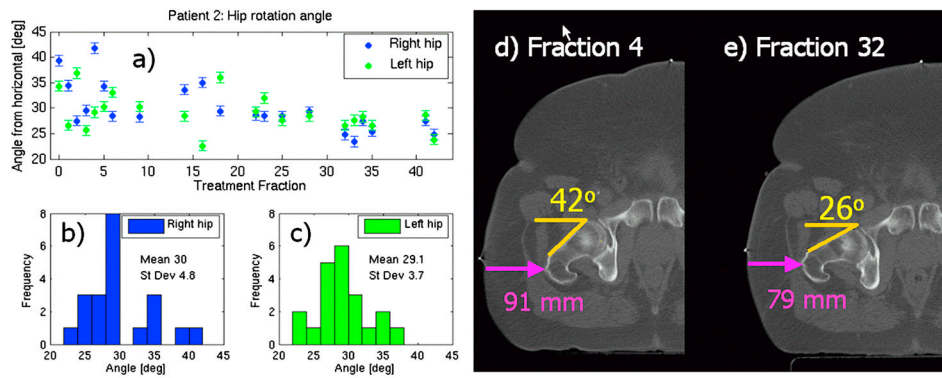 Patient 2: Hip rotation angle
Angle from horizontal [deg]
45
40
35
30
25
20
a)
Right hip
Left hip
0 5 10 15 20 25 30 35 40
Treatment Fraction
b)
Right hip
Mean 30
St Dev 4.8
Frequency
8
6
4
2
0
20 25 30 35 40 45
Angle [deg]
c)
Left hip
Mean 29.1
St Dev 3.7
Frequency
8
6
4
2
0
20 25 30 35 40 45
Angle [deg]
d) Fraction 4
42º
91 mm
e) Fraction 32
26º
79 mm